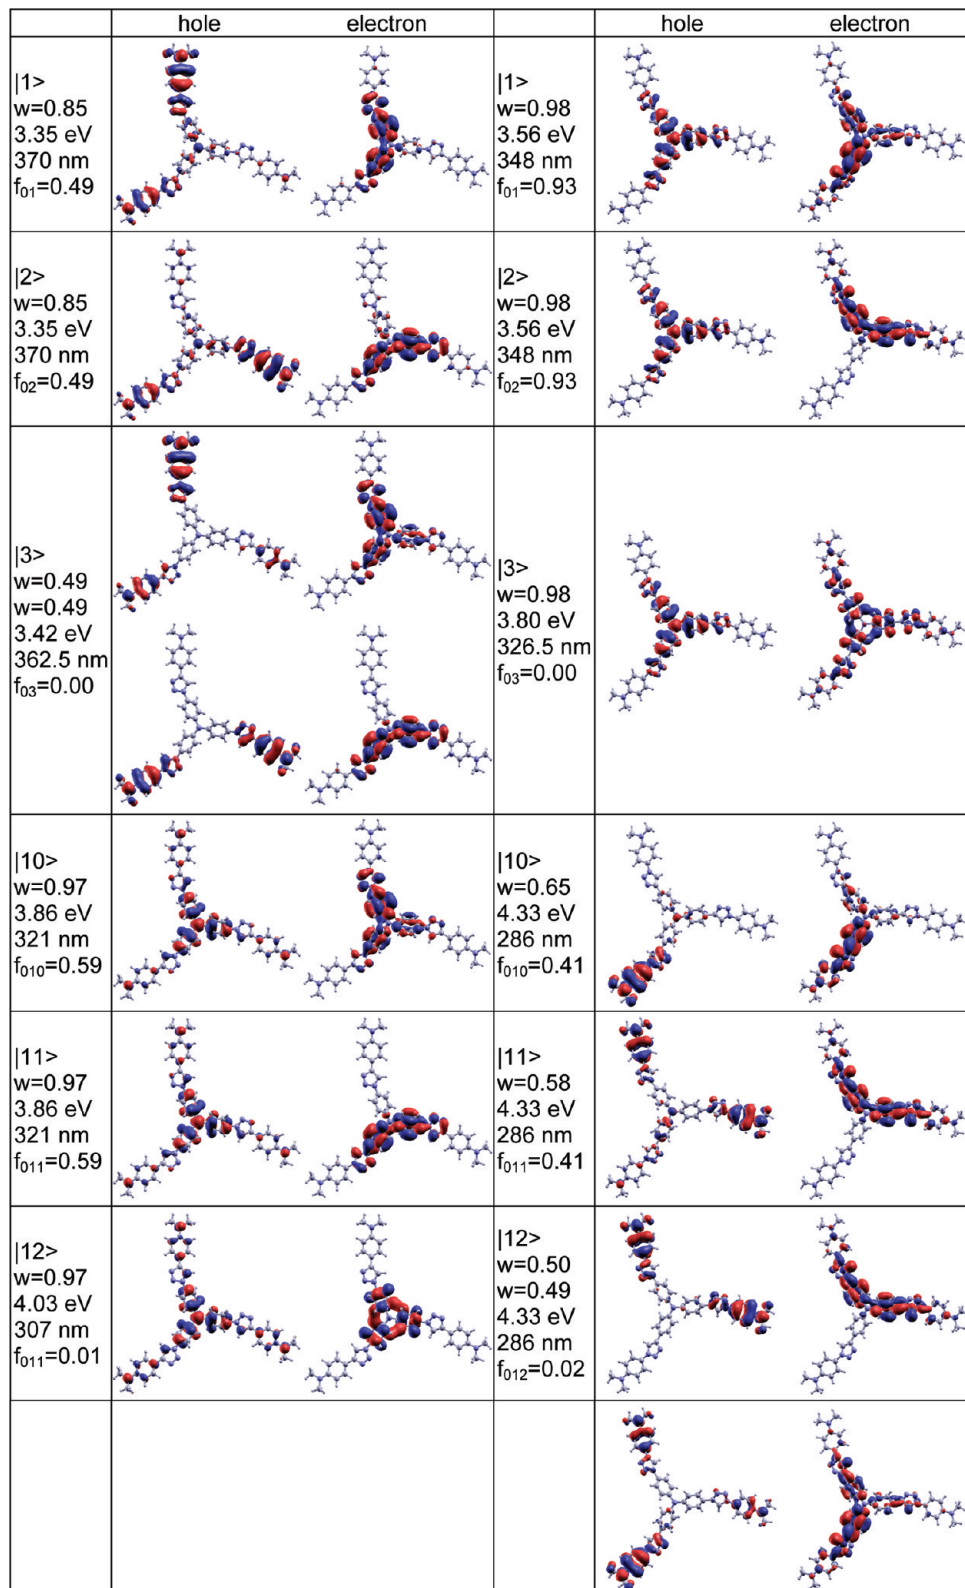 hole electron hole electron
|1>
w=0.85
3.35 eV
370 nm
f01=0.49
|1>
w=0.98
3.56 eV
348 nm
f01=0.93
|2>
w=0.85
3.35 eV
370 nm
f02=0.49
|2>
w=0.98
3.56 eV
348 nm
f02=0.93
|3>
w=0.49
w=0.49
3.42 eV
362.5 nm
f03=0.00
|3>
w=0.98
3.80 eV
326.5 nm
f03=0.00
|10>
w=0.97
3.86 eV
321 nm
f010=0.59
|10>
w=0.65
4.33 eV
286 nm
f010=0.41
|11>
w=0.97
3.86 eV
321 nm
f011=0.59
|11>
w=0.58
4.33 eV
286 nm
f011=0.41
|12>
w=0.97
4.03 eV
307 nm
f011=0.01
|12>
w=0.50
w=0.49
4.33 eV
286 nm
f012=0.02